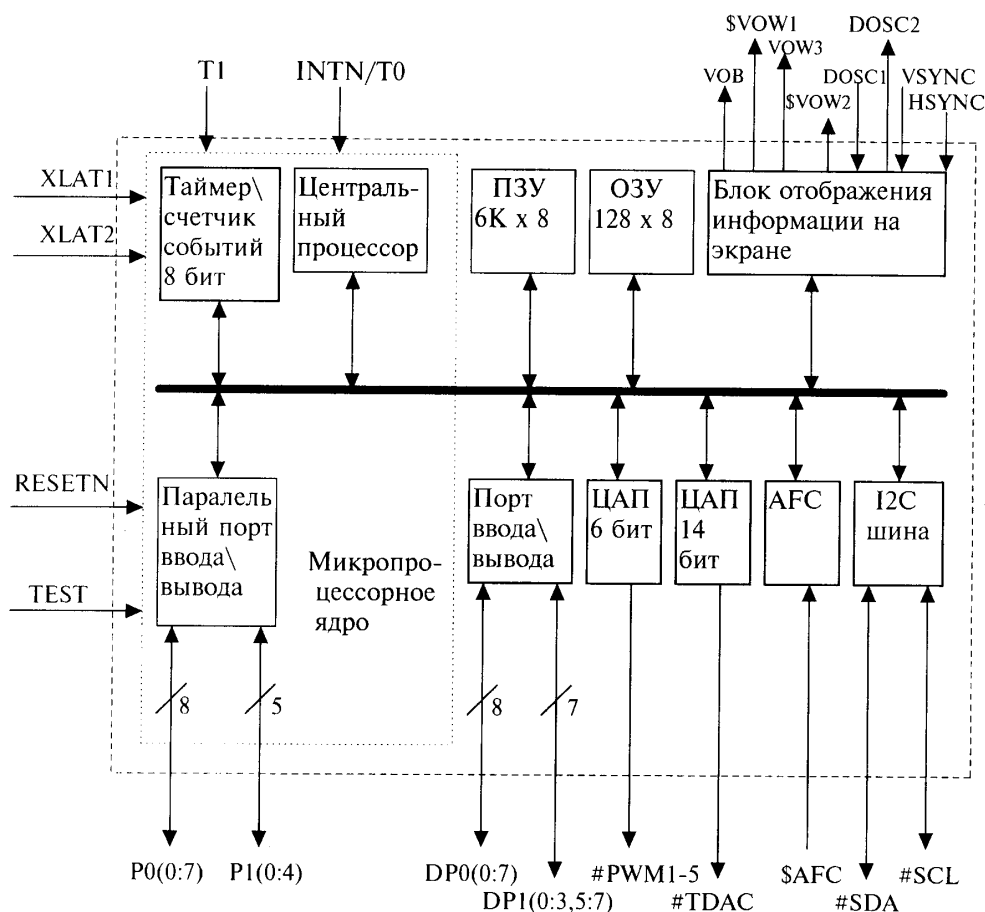 $VOW1
DOSC2
T1
INTN/T0
VOW3
VOB
DOSC1
VSYNC
$VOW2
HSYNC
XLAT1
XLAT2
Таймер\
счетчик
событий
8 бит
Централь-
ный
процессор
ПЗУ
6K x 8
ОЗУ
128 x 8
Блок отображения
информации на
экране
RESETN
TEST
Паралель
ный порт
ввода\
вывода
Микропро-
цессорное
ядро
Порт
ввода\
вывода
ЦАП
6 бит
ЦАП
14
бит
AFC
I2C
шина
8
5
8
7
P0(0:7)
P1(0:4)
DP0(0:7)
DP1(0:3,5:7)
#PWM1-5
#TDAC
$AFC
#SDA
#SCL